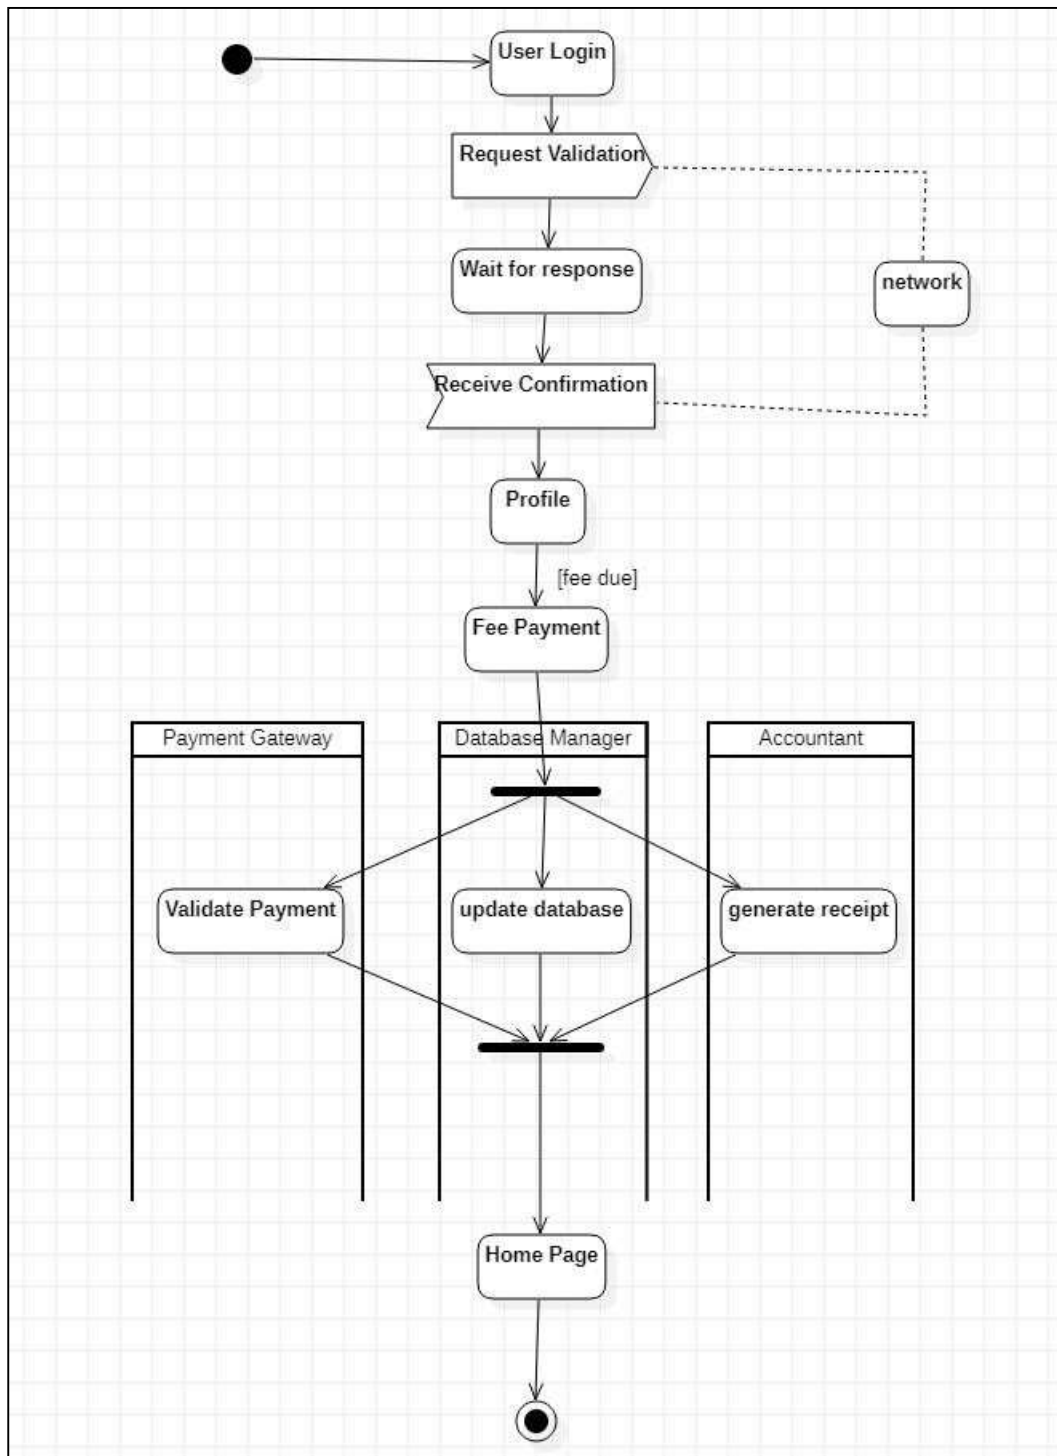 User Login
Request Validation
Wait for response
network
Receive Confirmation
Profile
[fee due]
Fee Payment
Payment Gateway
Database Manager
Accountant
Validate Payment
update database
generate receipt
Home Page